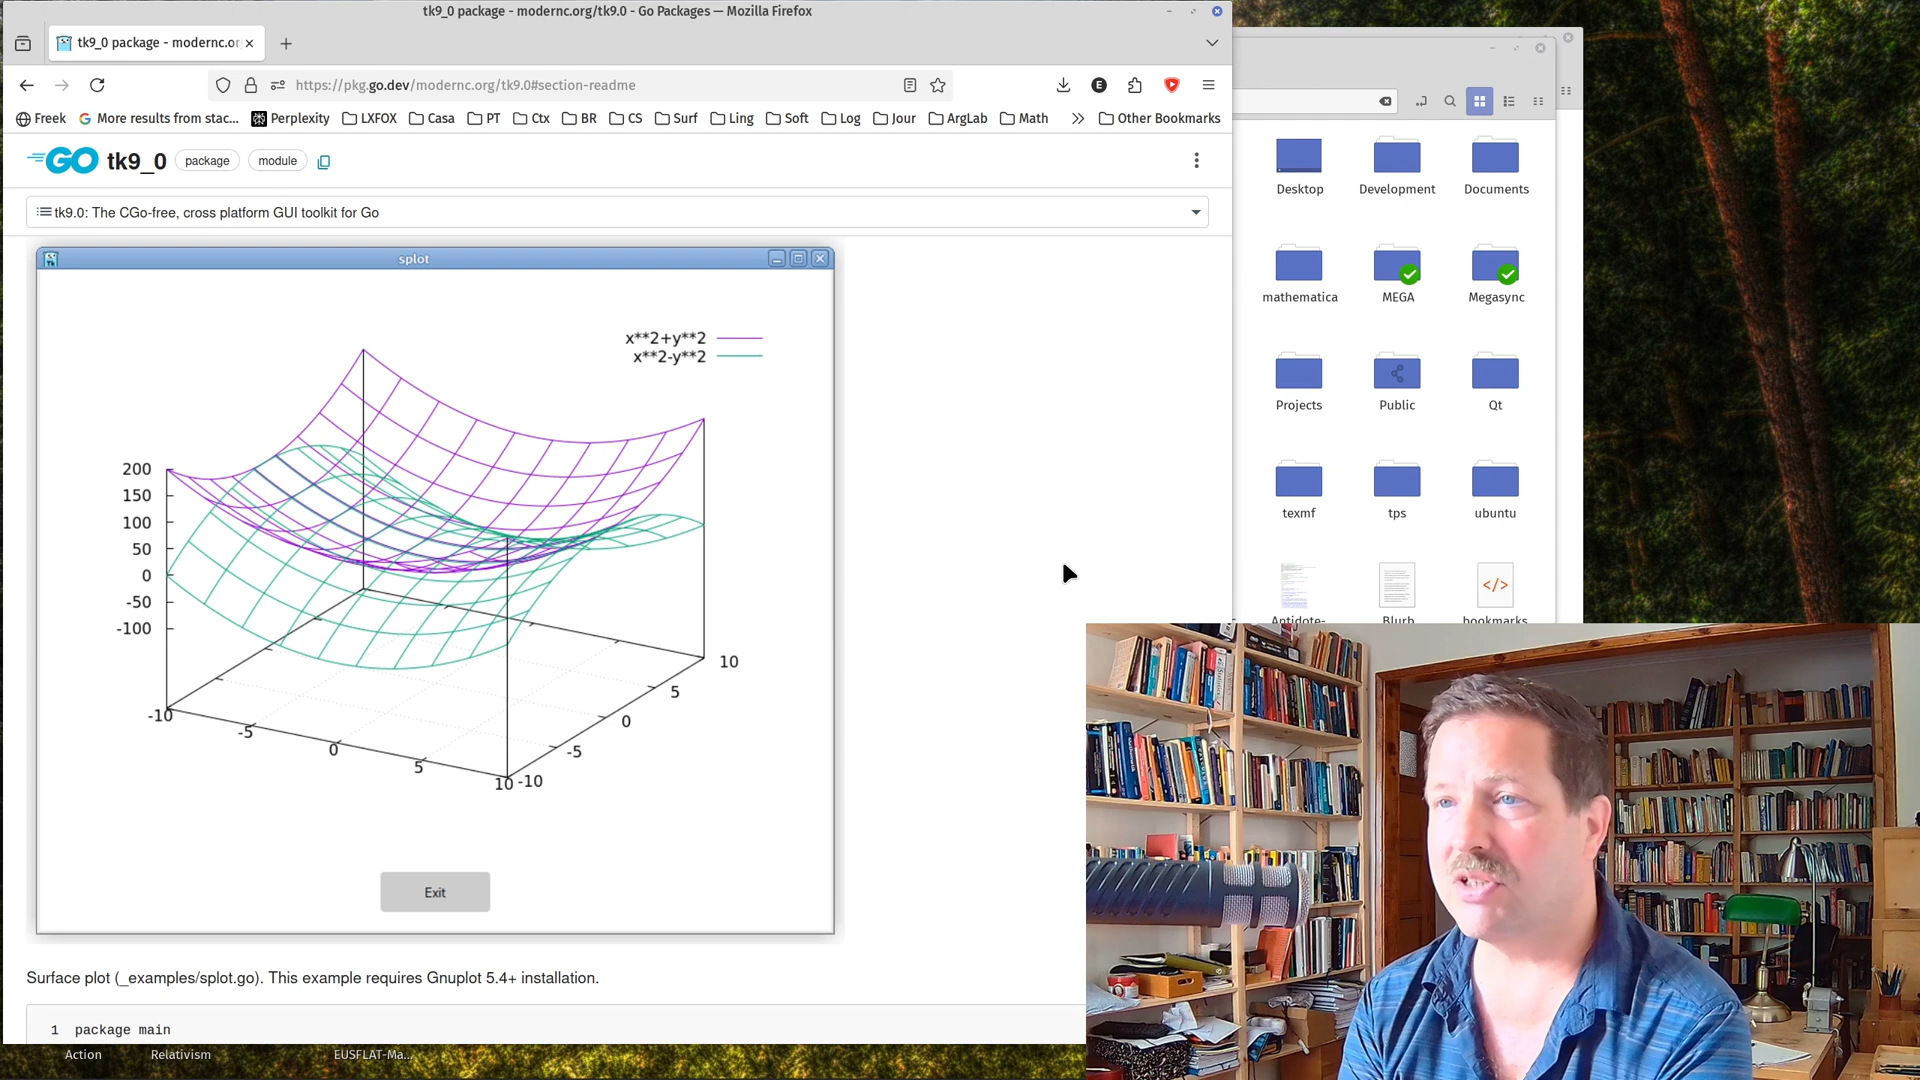 tk9_0 package - modernc.org/tk9.0 - Go Packages — Mozilla Firefox
tk9_0 package - modernc.or
https://pkg.go.dev/modernc.org/tk9.0#section-readme
Freek
More results from stac...
Perplexity
LXFOX
Casa
PT
Ctx
BR
CS
Surf
Ling
Soft
Log
Jour
ArgLab
Math
Other Bookmarks
GO tk9_0 package module
tk9.0: The CGo-free, cross platform GUI toolkit for Go
splot
x**2+y**2
x**2-y**2
200
150
100
50
0
-50
-100
-10
-5
0
5
10
-10
-5
0
5
10
Exit
Surface plot (_examples/splot.go). This example requires Gnuplot 5.4+ installation.
1 package main
Desktop
Development
Documents
mathematica
MEGA
Megasync
Projects
Public
Qt
texmf
tps
ubuntu
</>
Antidote-
Blurb
bookmarks
Action
Relativism
EUSFLAT-Ma...